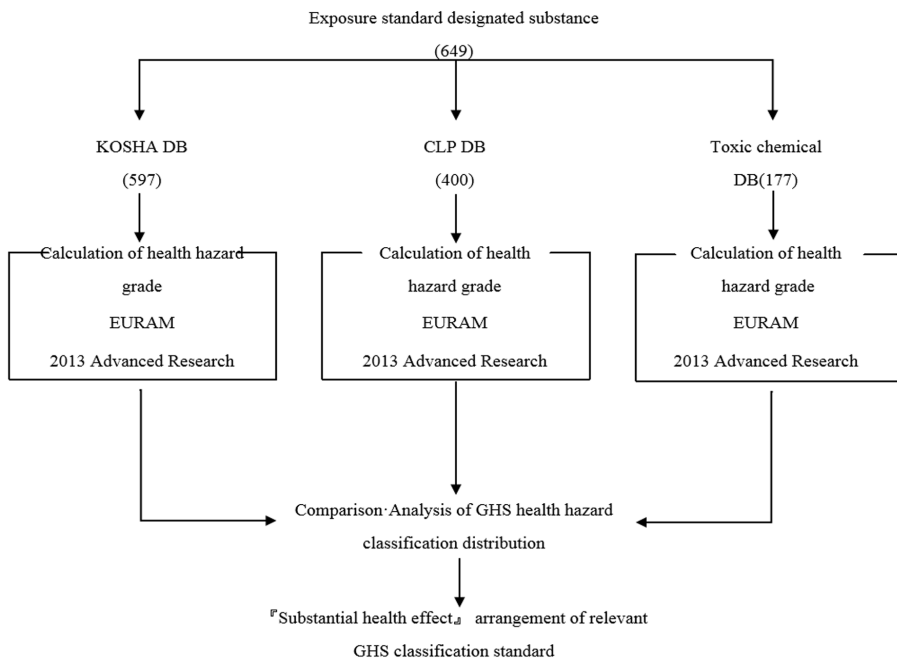 Exposure standard designated substance
(649)
KOSHA DB
(597)
CLP DB
(400)
Toxic chemical
DB(177)
Calculation of health hazard
grade
EURAM
2013 Advanced Research
Calculation of health
hazard grade
EURAM
2013 Advanced Research
Calculation of health
hazard grade
EURAM
2013 Advanced Research
Comparison·Analysis of GHS health hazard
classification distribution
『Substantial health effect』 arrangement of relevant
GHS classification standard